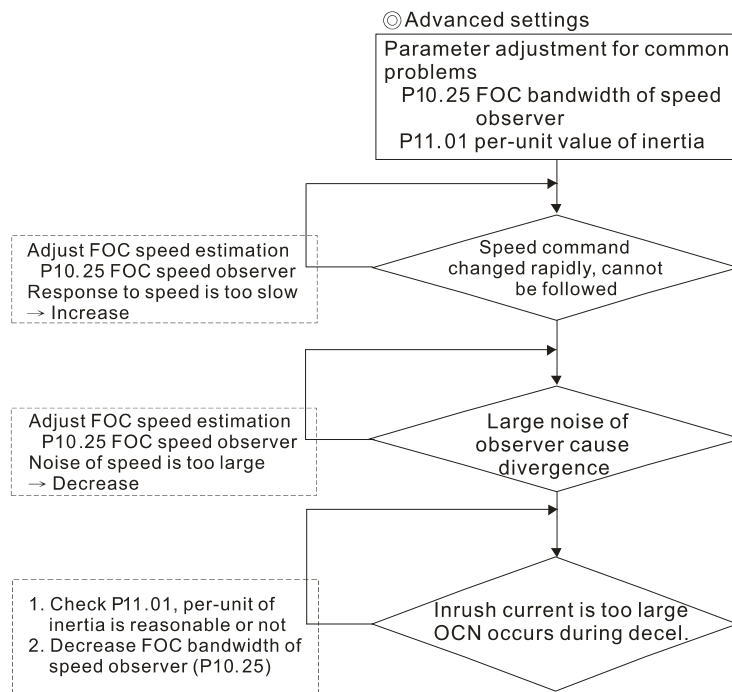 ◎Advanced settings
Parameter adjustment for common
problems
P10.25 FOC bandwidth of speed
observer
P11.01 per-unit value of inertia
Adjust FOC speed estimation
P10.25 FOC speed observer
Response to speed is too slow
→ Increase
Speed command
changed rapidly, cannot
be followed
Adjust FOC speed estimation
P10.25 FOC speed observer
Noise of speed is too large
→ Decrease
Large noise of
observer cause
divergence
1. Check P11.01, per-unit of
inertia is reasonable or not
2. Decrease FOC bandwidth of
speed observer (P10.25)
Inrush current is too large
OCN occurs during decel.